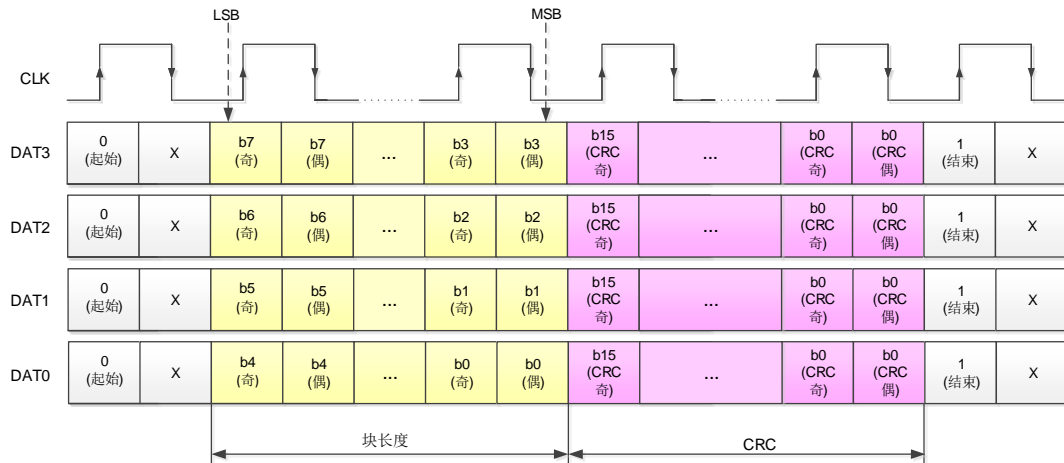 LSB
MSB
CLK
DAT3
0
(起始)
X
b7
(奇)
b7
(偶)
...
b3
(奇)
b3
(偶)
b15
(CRC
奇)
...
b0
(CRC
奇)
b0
(CRC
偶)
1
(结束)
X
DAT2
0
(起始)
X
b6
(奇)
b6
(偶)
...
b2
(奇)
b2
(偶)
b15
(CRC
奇)
...
b0
(CRC
奇)
b0
(CRC
偶)
1
(结束)
X
DAT1
0
(起始)
X
b5
(奇)
b5
(偶)
...
b1
(奇)
b1
(偶)
b15
(CRC
奇)
...
b0
(CRC
奇)
b0
(CRC
偶)
1
(结束)
X
DAT0
0
(起始)
X
b4
(奇)
b4
(偶)
...
b0
(奇)
b0
(偶)
b15
(CRC
奇)
...
b0
(CRC
奇)
b0
(CRC
偶)
1
(结束)
X
块长度
CRC